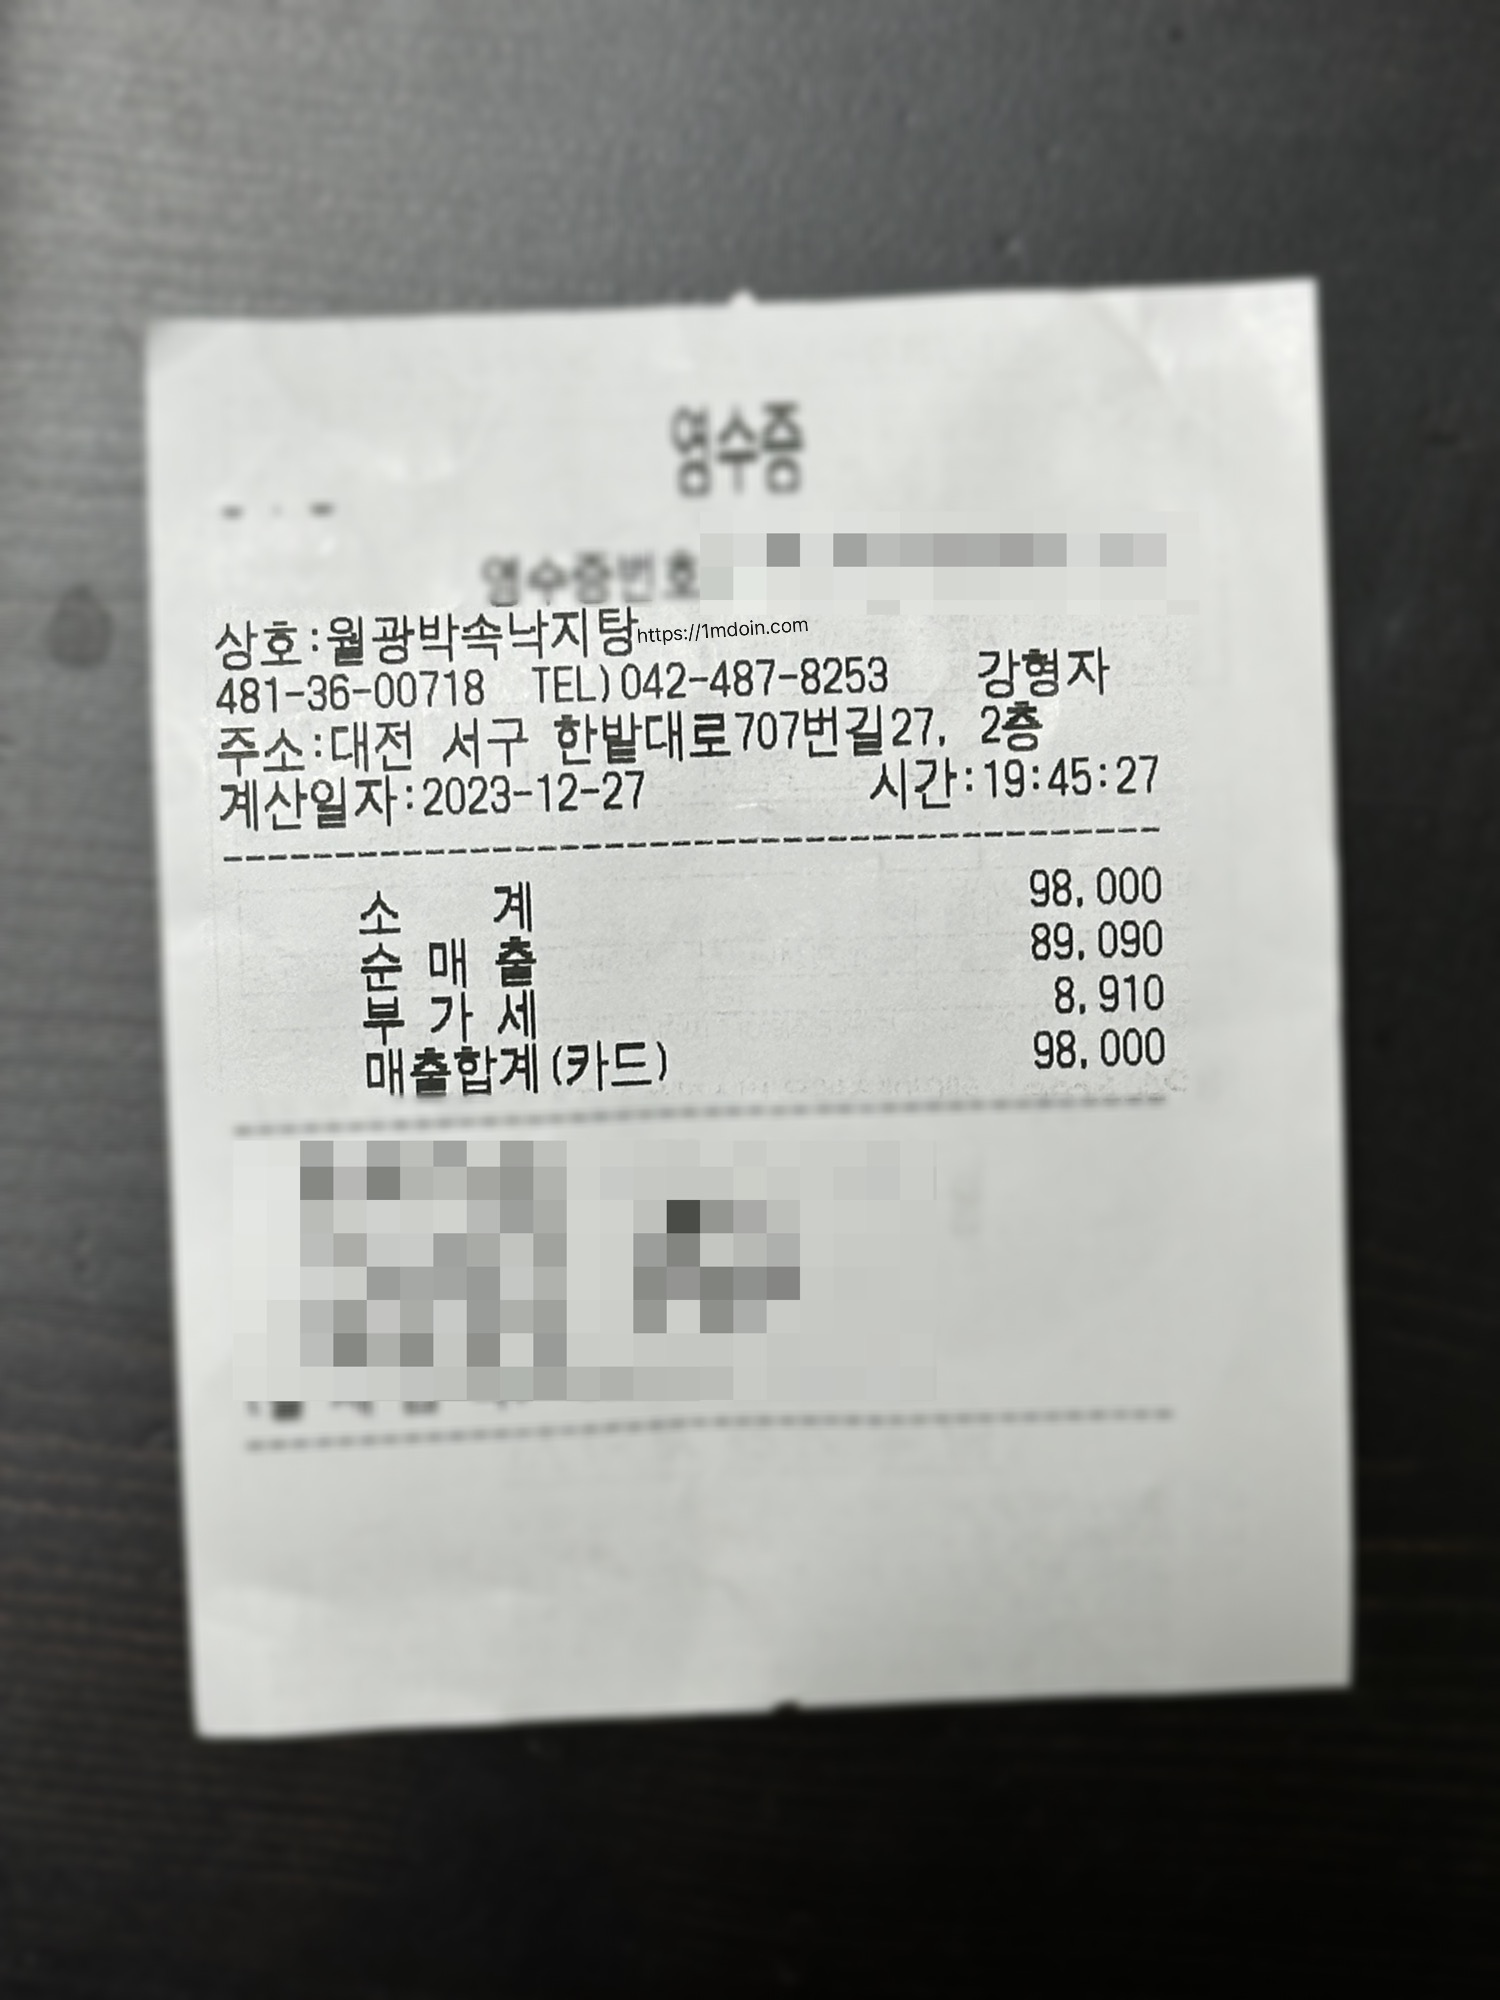 영수증
영수증번호
상호:월광박속낙지탕 https://1mdoin.com
481-36-00718 TEL)042-487-8253 강형자
주소:대전 서구 한밭대로707번길27, 2층
계산일자:2023-12-27 시간:19:45:27
소 계 98,000
순 매 출 89,090
부 가 세 8,910
매출합계(카드) 98,000